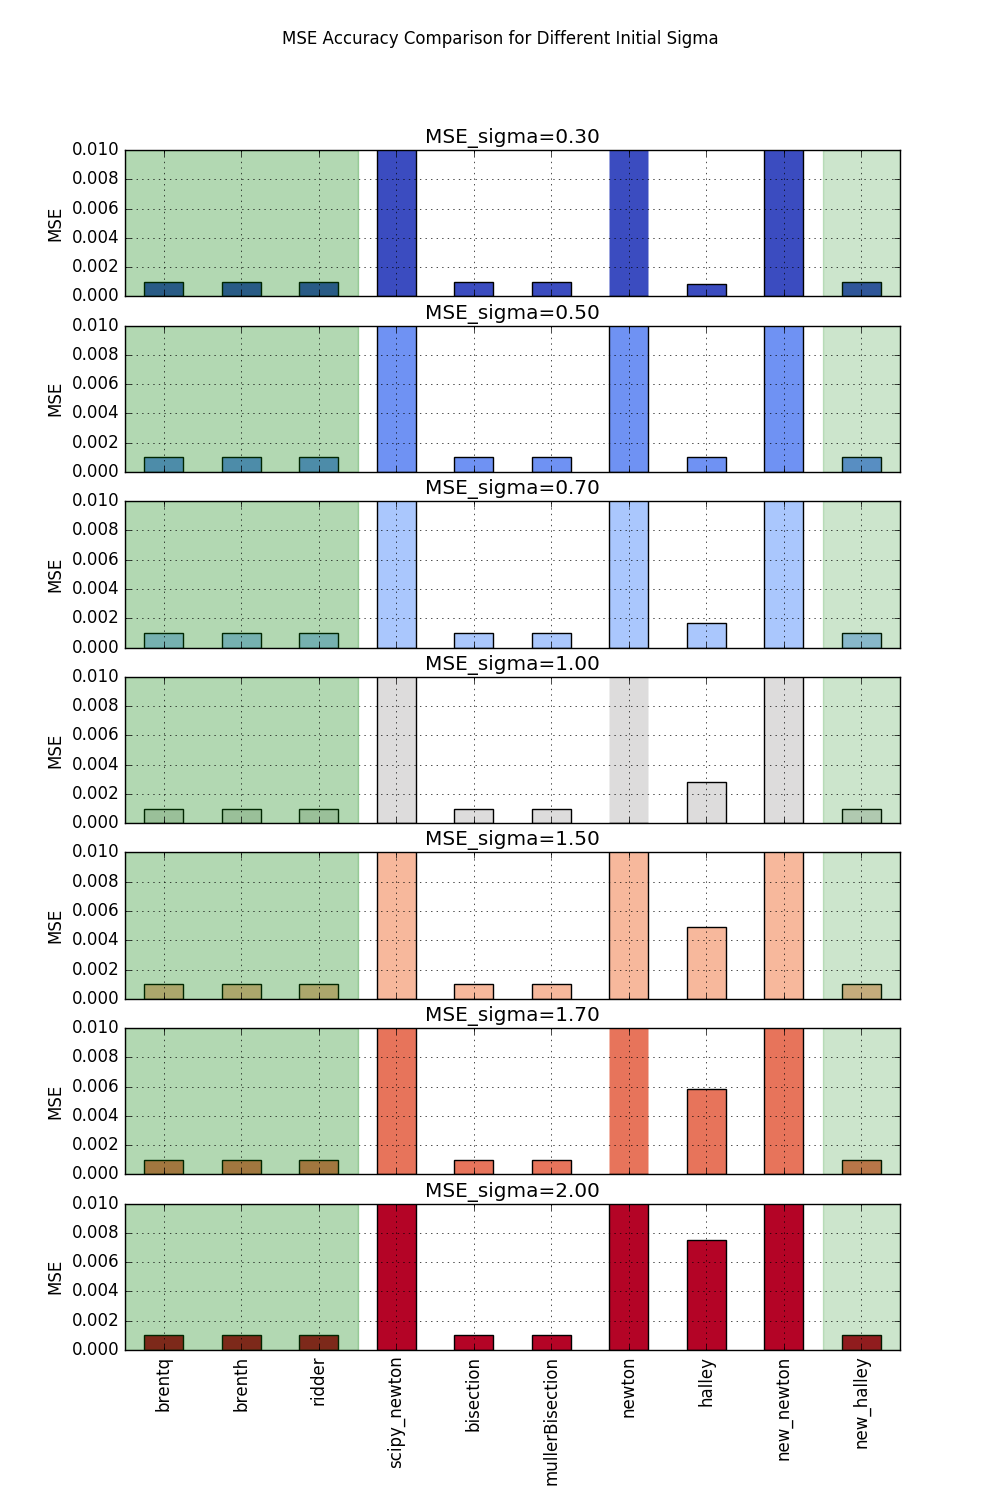 MSE Accuracy Comparison for Different Initial Sigma
MSE_sigma=0.30
0.010
0.008
0.006
0.004
0.002
0.000
MSE
MSE_sigma=0.50
0.010
0.008
0.006
0.004
0.002
0.000
MSE
MSE_sigma=0.70
0.010
0.008
0.006
0.004
0.002
0.000
MSE
MSE_sigma=1.00
0.010
0.008
0.006
0.004
0.002
0.000
MSE
MSE_sigma=1.50
0.010
0.008
0.006
0.004
0.002
0.000
MSE
MSE_sigma=1.70
0.010
0.008
0.006
0.004
0.002
0.000
MSE
MSE_sigma=2.00
0.010
0.008
0.006
0.004
0.002
0.000
MSE
brentq
brenth
ridder
scipy_newton
bisection
mullerBisection
newton
halley
new_newton
new_halley